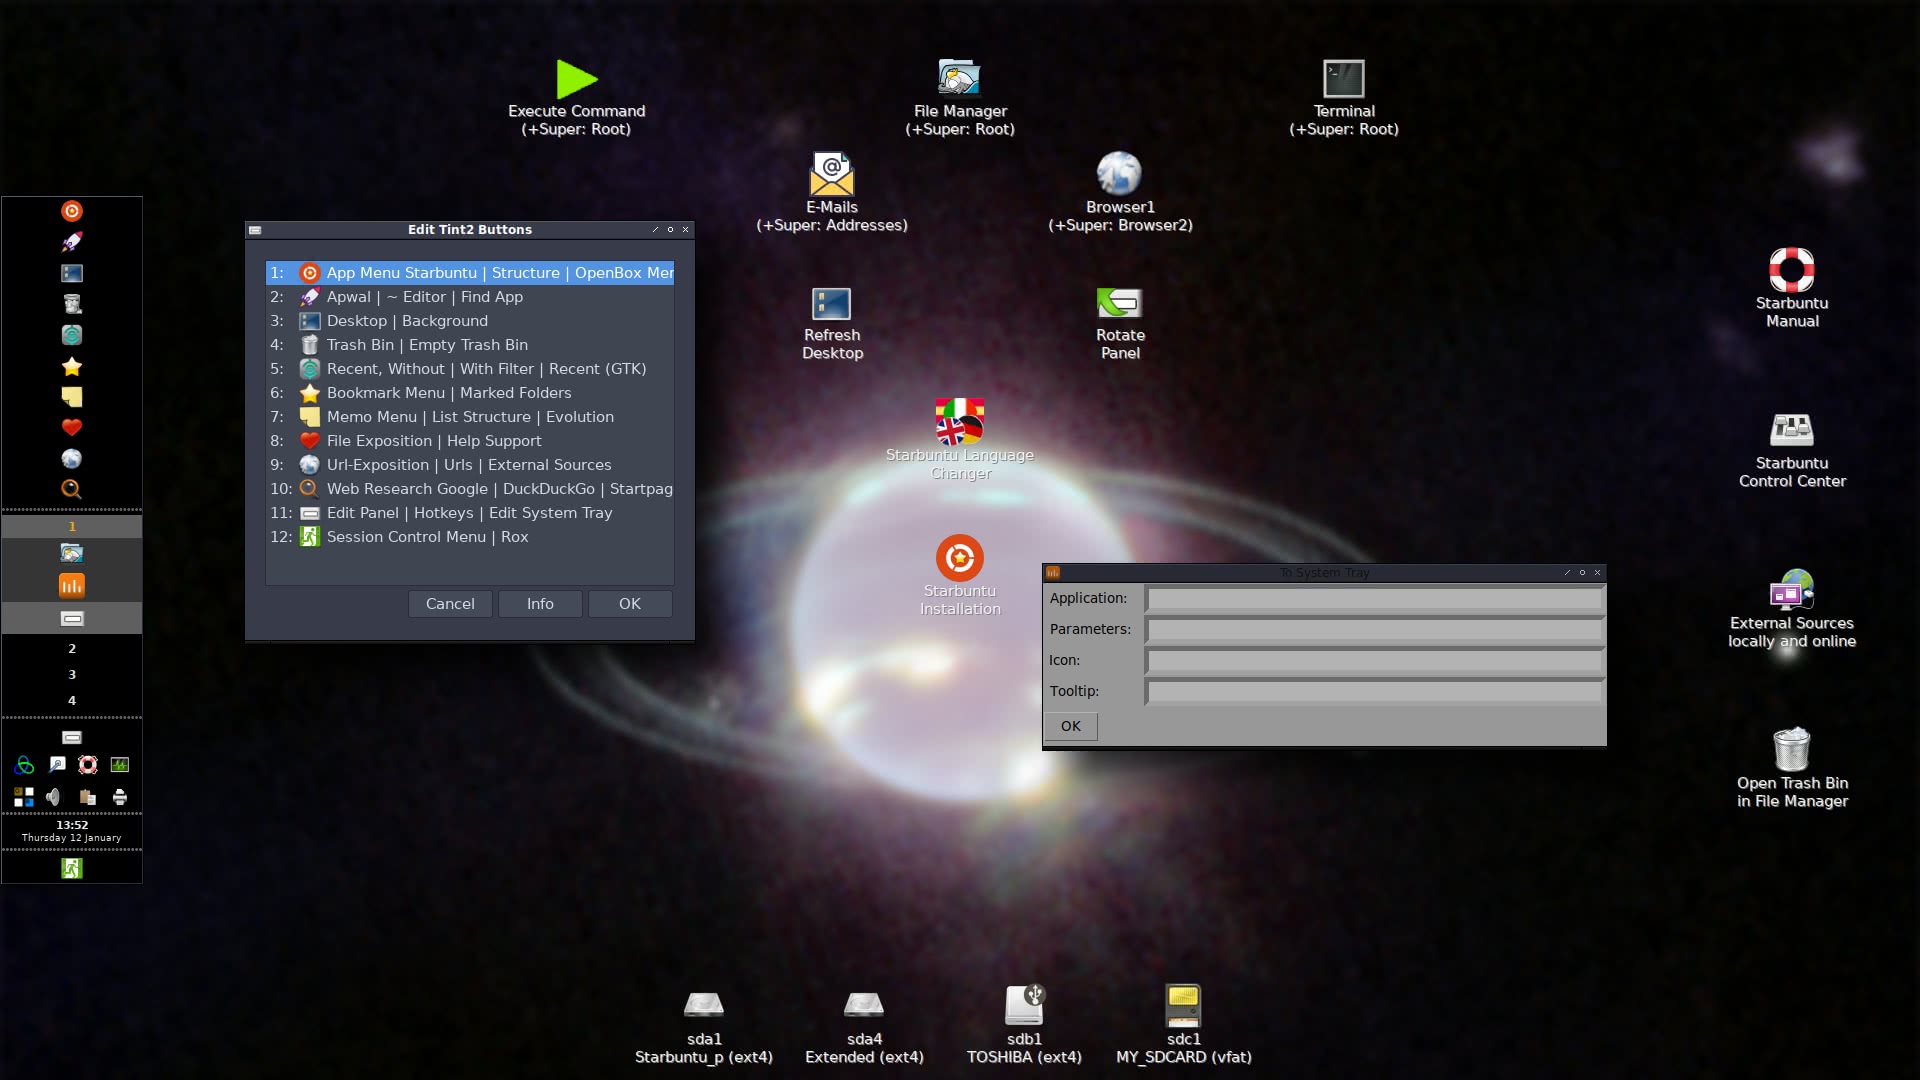 Execute Command
(+Super: Root)
File Manager
(+Super: Root)
Terminal
(+Super: Root)
E-Mails
(+Super: Addresses)
Browser1
(+Super: Browser2)
Refresh
Desktop
Rotate
Panel
Starbuntu Language
Changer
Starbuntu
Installation
Starbuntu
Manual
Starbuntu
Control Center
External Sources
locally and online
Open Trash Bin
in File Manager
Edit Tint2 Buttons
1: App Menu Starbuntu | Structure | OpenBox Mer
2: Apwal | ~ Editor | Find App
3: Desktop | Background
4: Trash Bin | Empty Trash Bin
5: Recent, Without | With Filter | Recent (GTK)
6: Bookmark Menu | Marked Folders
7: Memo Menu | List Structure | Evolution
8: File Exposition | Help Support
9: Url-Exposition | Urls | External Sources
10: Web Research Google | DuckDuckGo | Startpag
11: Edit Panel | Hotkeys | Edit System Tray
12: Session Control Menu | Rox
Cancel Info OK
To System Tray
Application:
Parameters:
Icon:
Tooltip:
OK
1
2
3
4
13:52
Thursday 12 January
sda1
Starbuntu_p (ext4)
sda4
Extended (ext4)
sdb1
TOSHIBA (ext4)
sdc1
MY_SDCARD (vfat)